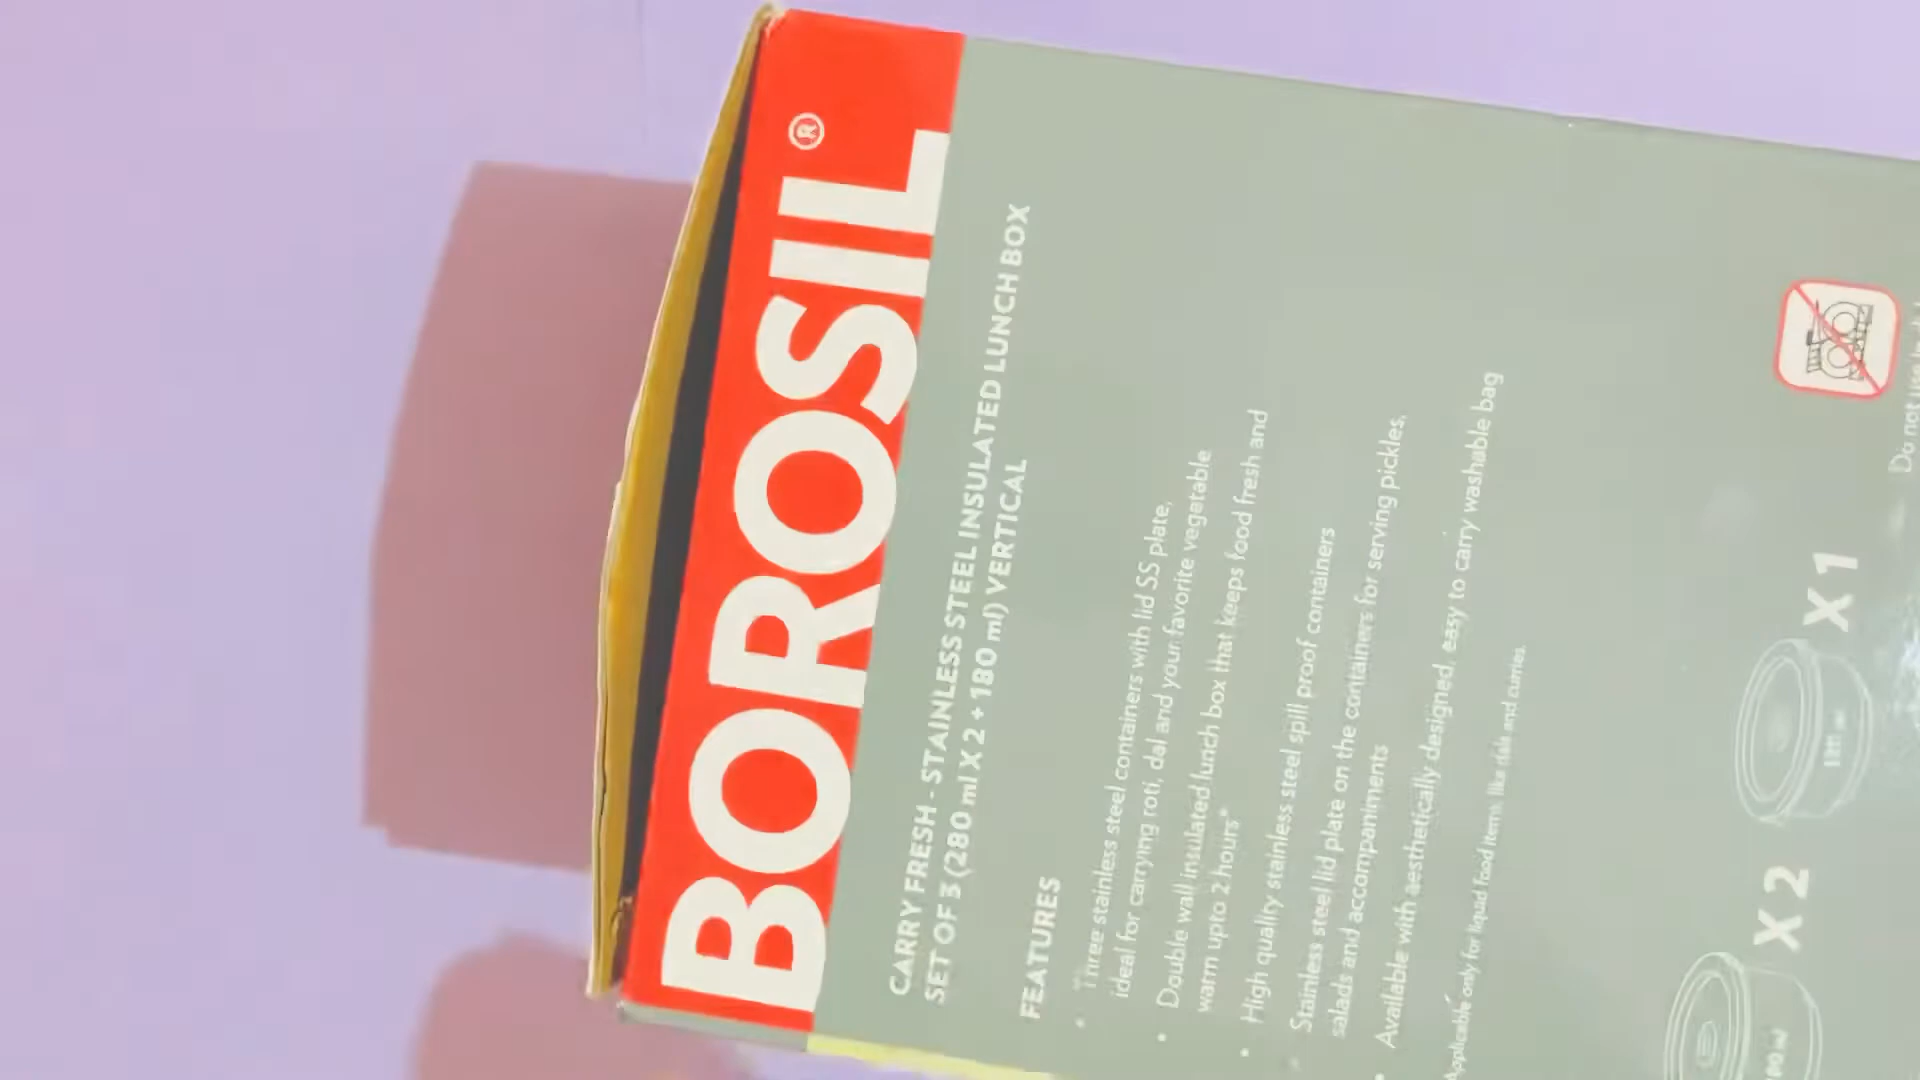 BOROSIL®
CARRY FRESH - STAINLESS STEEL INSULATED LUNCH BOX
SET OF 3 (280 ml X 2 + 180 ml) VERTICAL
FEATURES
• Three stainless steel containers with lid SS plate,
ideal for carrying roti, dal and your favorite vegetable
• Double wall insulated lunch box that keeps food fresh and
warm upto 2 hours*
• High quality stainless steel spill proof containers
• Stainless steel lid plate on the containers for serving pickles,
salads and accompaniments
• Available with aesthetically designed, easy to carry washable bag
Applicable only for liquid food items like dals and curries.
X 2
X 1
Do not use in